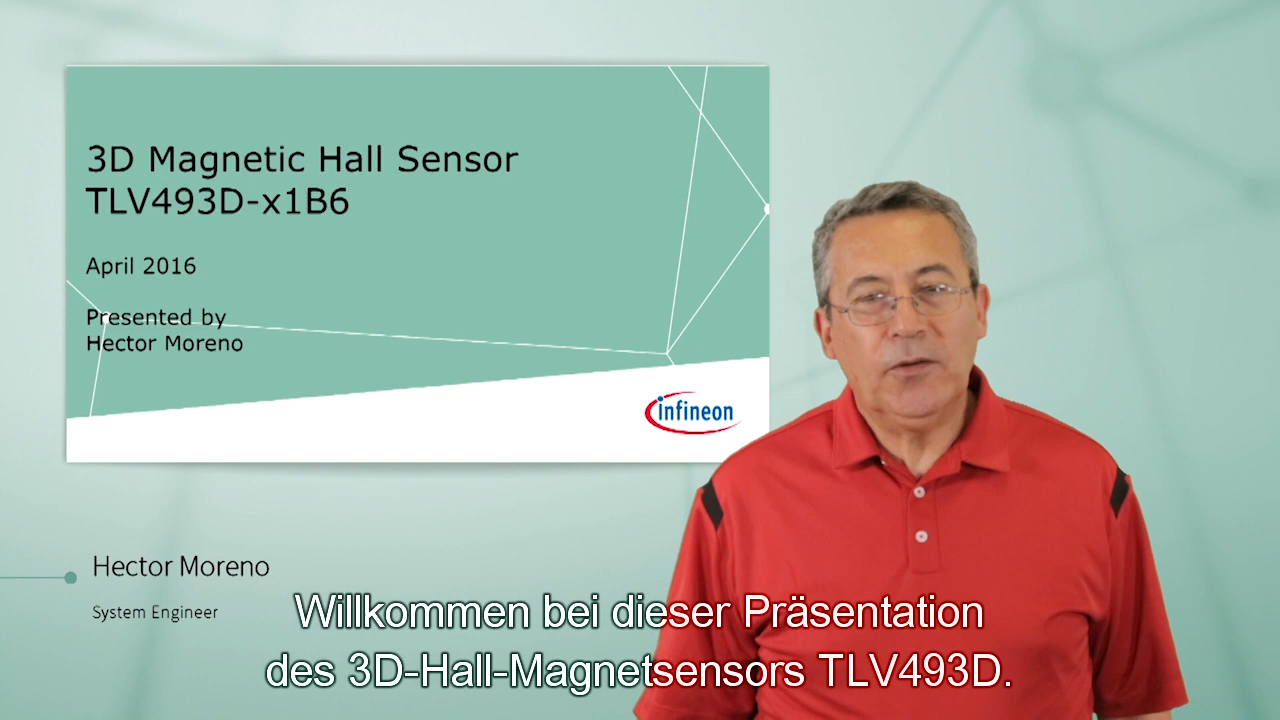 3D Magnetic Hall Sensor
TLV493D-x1B6
April 2016
Presented by
Hector Moreno
infineon
Hector Moreno
System Engineer
Willkommen bei dieser Präsentation
des 3D-Hall-Magnetsensors TLV493D.